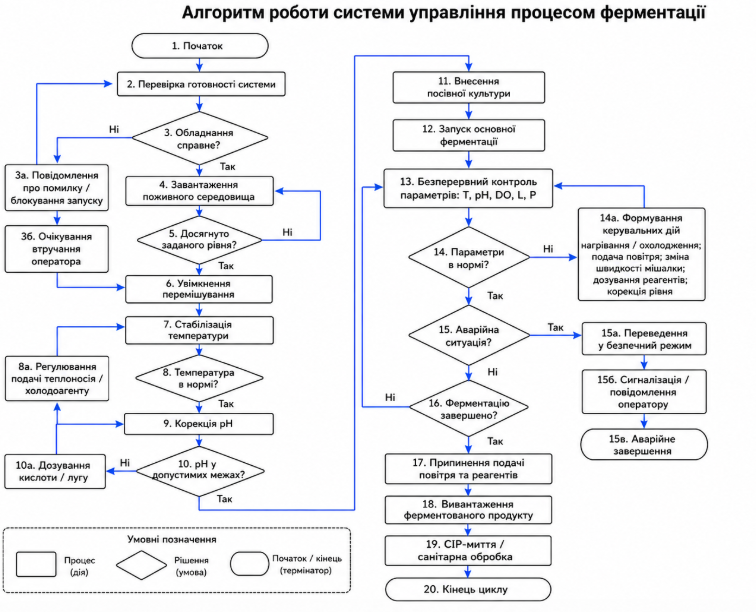 Алгоритм роботи системи управління процесом ферментації
1. Початок
2. Перевірка готовності системи
3. Обладнання
справне?
Ні
Так
3а. Повідомлення
про помилку /
блокування запуску
3б. Очікування
втручання
оператора
4. Завантаження
поживного середовища
5. Досягнуто
заданого рівня?
Ні
Так
6. Увімкнення
перемішування
7. Стабілізація
температури
8а. Регулювання
подачі теплоносія /
холодоагенту
8. Температура
в нормі?
Так
9. Корекція pH
10а. Дозування
кислоти / лугу
Ні
10. pH у
допустимих межах?
Так
11. Внесення
посівної культури
12. Запуск основної
ферментації
13. Безперервний контроль
параметрів: T, pH, DO, L, P
14. Параметри
в нормі?
Ні
Так
14а. Формування
керувальних дій
нагрівання / охолодження;
подача повітря; зміна
швидкості мішалки;
дозування реагентів;
корекція рівня
15. Аварійна
ситуація?
Так
Ні
15а. Переведення
у безпечний режим
15б. Сигналізація /
повідомлення
оператору
15в. Аварійне
завершення
16. Ферментацію
завершено?
Ні
Так
17. Припинення подачі
повітря та реагентів
18. Вивантаження
ферментованого продукту
19. CIP-миття /
санітарна обробка
20. Кінець циклу
Умовні позначення
Процес
(дія)
Рішення
(умова)
Початок / кінець
(термінатор)